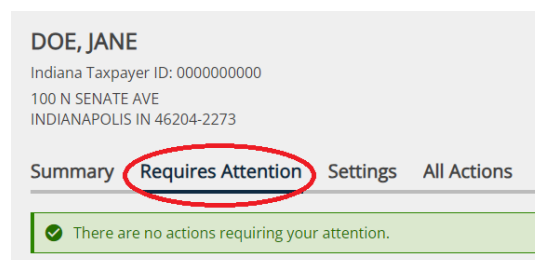 DOE, JANE
Indiana Taxpayer ID: 0000000000
100 N SENATE AVE
INDIANAPOLIS IN 46204-2273
Summary Requires Attention Settings All Actions
There are no actions requiring your attention.